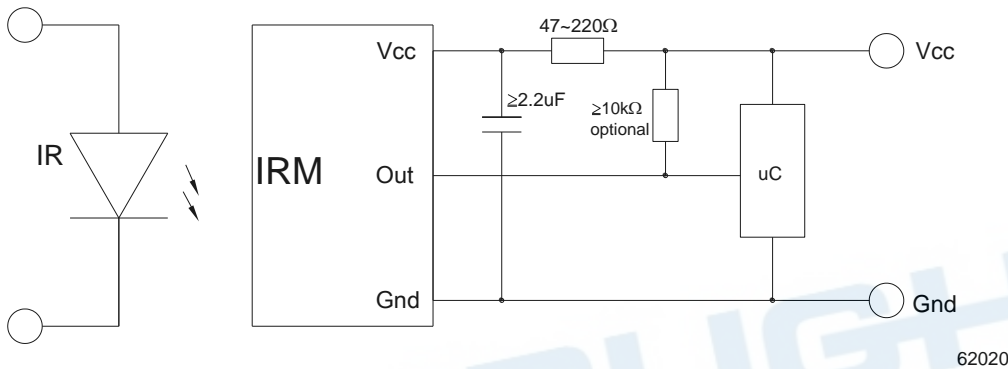 47~220Ω
Vcc
Vcc
≥2.2uF
≥10kΩ
optional
IR
IRM
Out
uC
Gnd
Gnd
62020